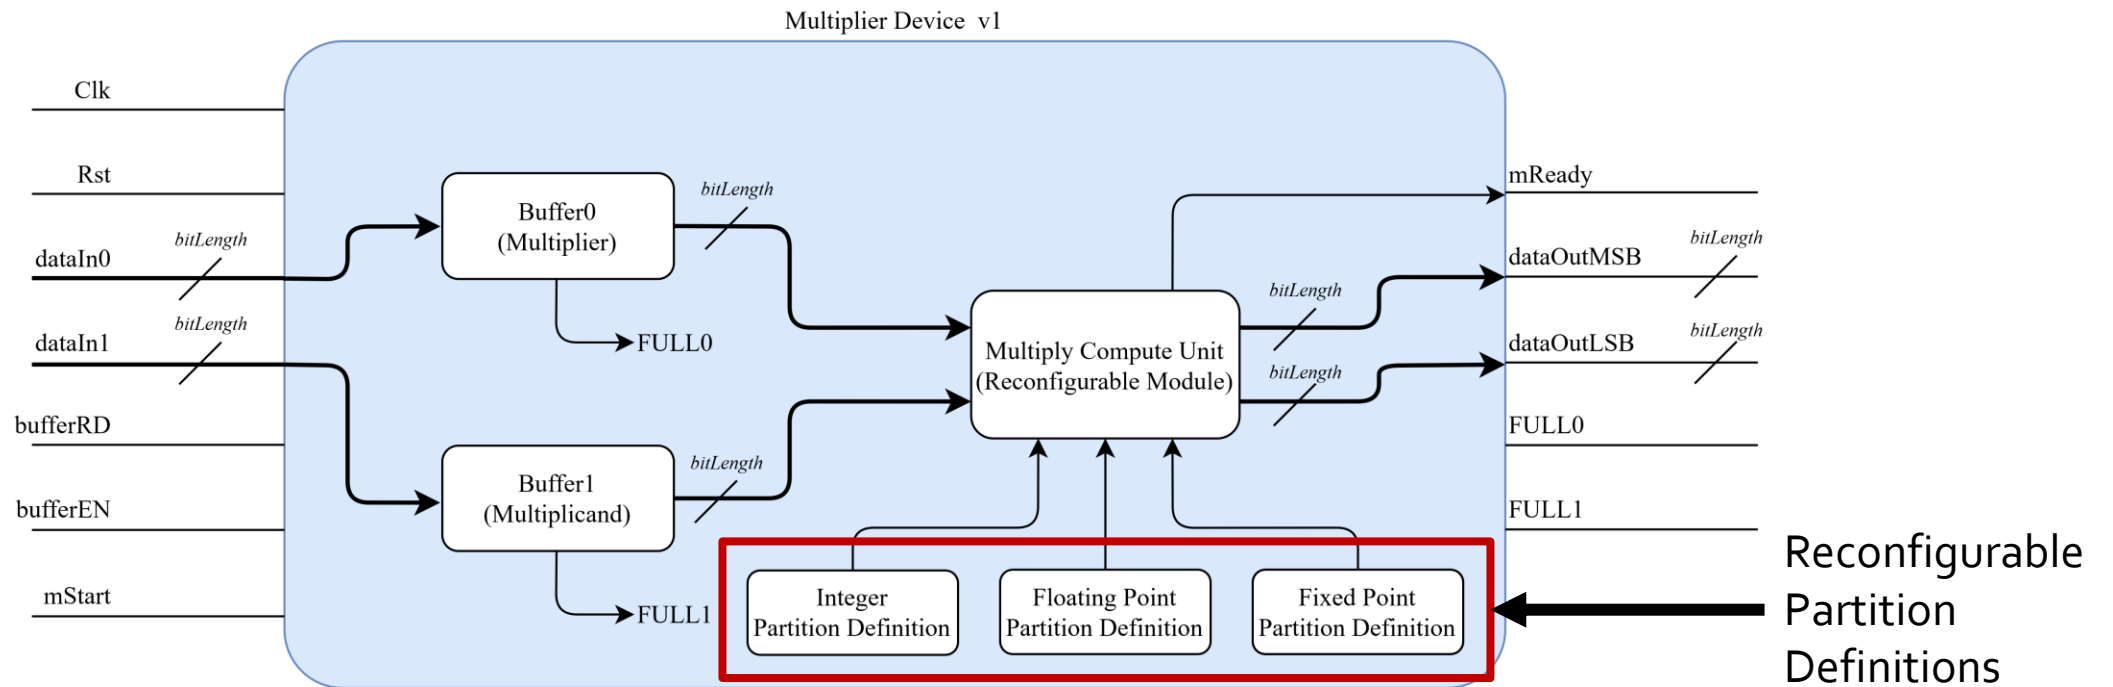 Multiplier Device v1
Clk
Rst
bitLength
dataIn0
bitLength
dataIn1
bufferRD
bufferEN
mStart
Buffer0
(Multiplier)
bitLength
FULL0
Buffer1
(Multiplicand)
bitLength
FULL1
Multiply Compute Unit
(Reconfigurable Module)
bitLength
bitLength
Integer
Partition Definition
Floating Point
Partition Definition
Fixed Point
Partition Definition
mReady
bitLength
dataOutMSB
bitLength
dataOutLSB
FULL0
FULL1
Reconfigurable
Partition
Definitions